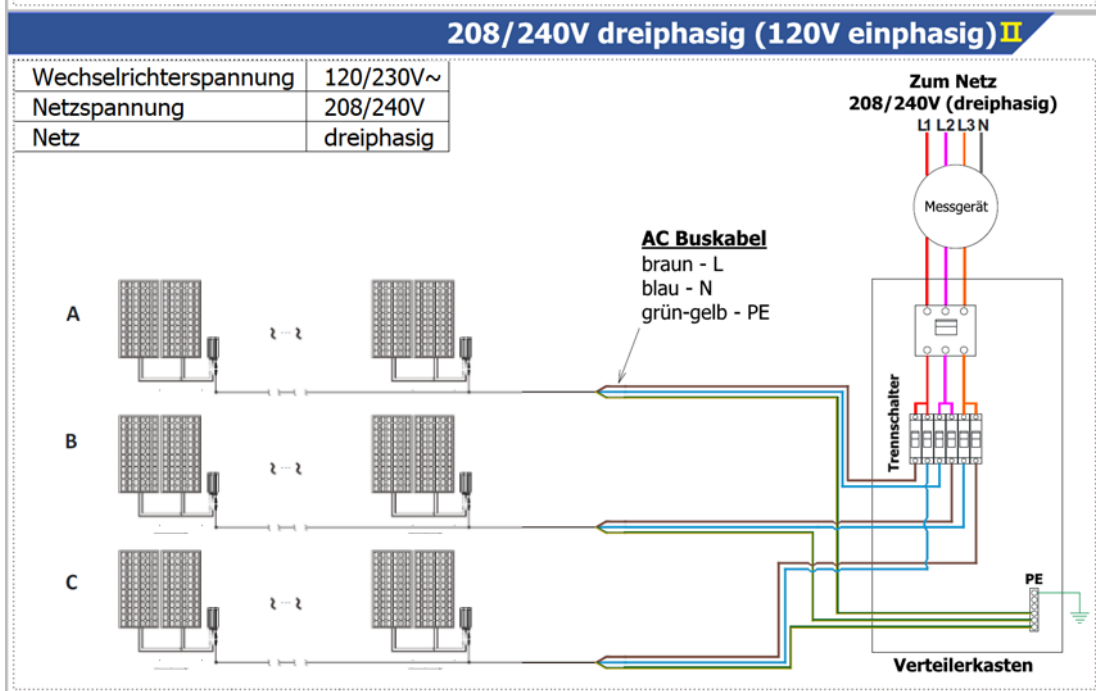 208/240V dreiphasig (120V einphasig) II
Wechselrichterspannung 120/230V~
Netzspannung 208/240V
Netz dreiphasig
Zum Netz
208/240V (dreiphasig)
L1 L2 L3 N
Messgerät
AC Buskabel
braun - L
blau - N
grün-gelb - PE
A
Trennschalter
B
C
PE
Verteilerkasten